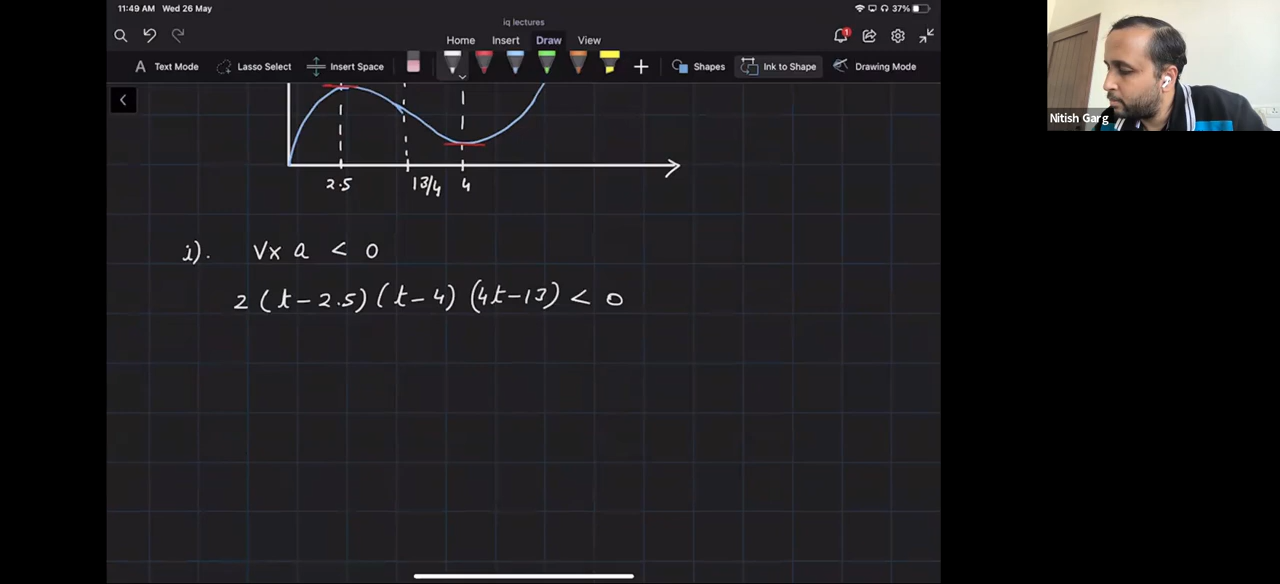 11:49 AM Wed 26 May
37%
iq lectures
Home Insert Draw View
1
Text Mode Lasso Select Insert Space Shapes Ink to Shape Drawing Mode
Nitish Garg
2.5 13/4 4
i). V x a < 0
2 (t - 2.5) (t - 4) (4t - 13) < 0